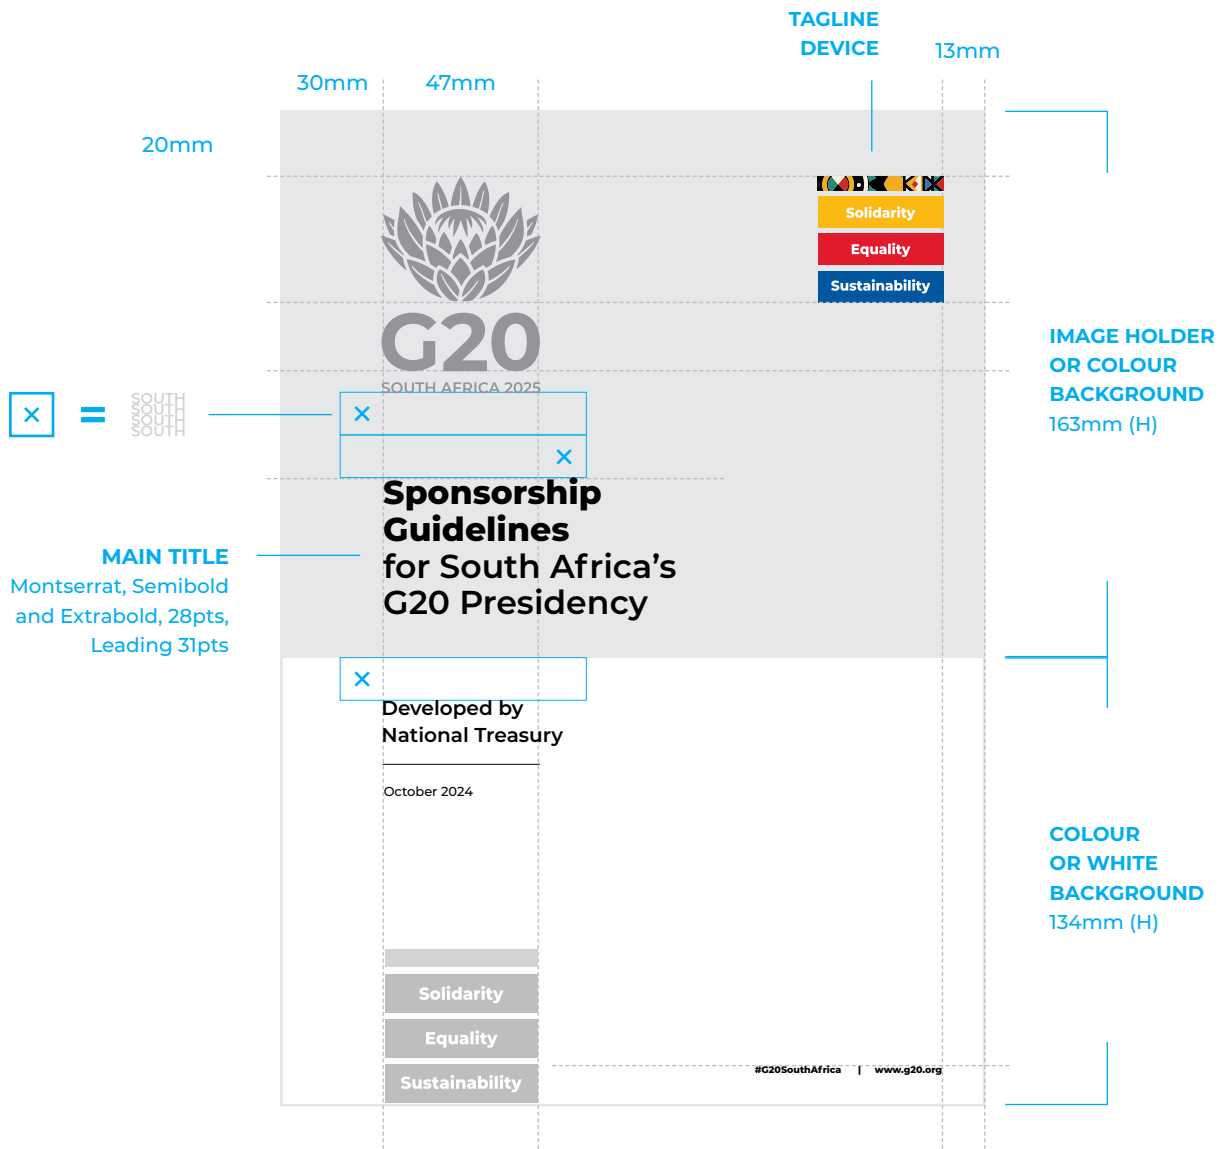 TAGLINE
DEVICE
13mm
30mm
47mm
20mm
Solidarity
Equality
Sustainability
G20
SOUTH AFRICA 2025
IMAGE HOLDER
OR COLOUR
BACKGROUND
163mm (H)
×
=
SOUTH
SOUTH
SOUTH
SOUTH
×
×
Sponsorship
Guidelines
for South Africa’s
G20 Presidency
MAIN TITLE
Montserrat, Semibold
and Extrabold, 28pts,
Leading 31pts
×
Developed by
National Treasury
October 2024
COLOUR
OR WHITE
BACKGROUND
134mm (H)
Solidarity
Equality
Sustainability
#G20SouthAfrica | www.g20.org